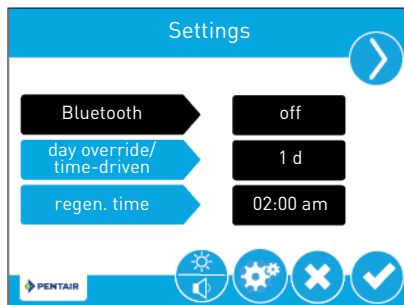 Settings
Bluetooth off
day override/
time-driven 1 d
regen. time 02:00 am
PENTAIR